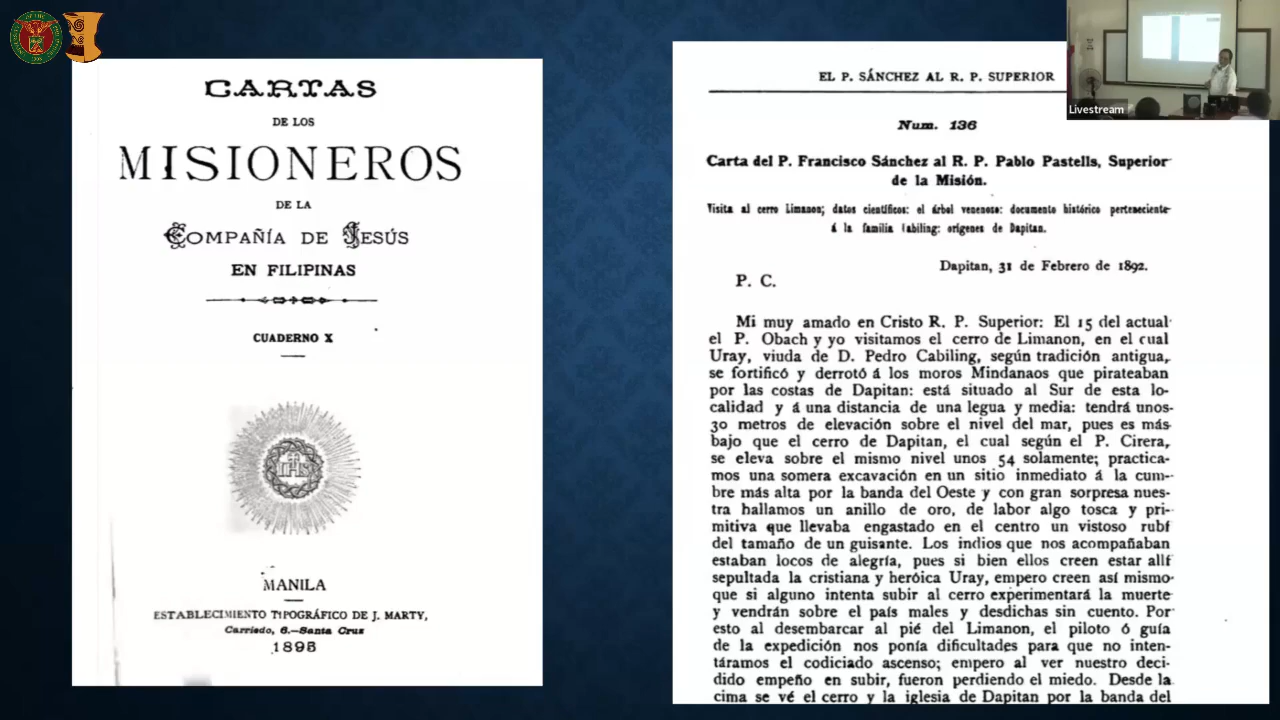 CARTAS
DE LOS
MISIONEROS
DE LA
COMPAÑÍA DE JESÚS
EN FILIPINAS
CUADERNO X
MANILA
ESTABLECIMIENTO TIPOGRÁFICO DE J. MARTY,
Carriedo, 6.—Santa Cruz
1895
EL P. SÁNCHEZ AL R. P. SUPERIOR
Num. 136
Carta del P. Francisco Sánchez al R. P. Pablo Pastells, Superior
de la Misión.
Visita al cerro Limanon; datos científicos: el árbol venenoso: documento histórico perteneciente
á la familia Cabiling: orígenes de Dapitan.
Dapitan, 31 de Febrero de 1892.
P. C.
Mi muy amado en Cristo R. P. Superior: El 15 del actual
el P. Obach y yo visitamos el cerro de Limanon, en el cual
Uray, viuda de D. Pedro Cabiling, según tradición antigua,
se fortificó y derrotó á los moros Mindanaos que pirateaban
por las costas de Dapitan: está situado al Sur de esta lo-
calidad y á una distancia de una legua y media: tendrá unos
30 metros de elevación sobre el nivel del mar, pues es más
bajo que el cerro de Dapitan, el cual según el P. Cirera,
se eleva sobre el mismo nivel unos 54 solamente; practica-
mos una somera excavación en un sitio inmediato á la cum-
bre más alta por la banda del Oeste y con gran sorpresa nues-
tra hallamos un anillo de oro, de labor algo tosca y pri-
mitiva que llevaba engastado en el centro un vistoso rubí
del tamaño de un guisante. Los indios que nos acompañaban
estaban locos de alegría, pues si bien ellos creen estar allí
sepultada la cristiana y heróica Uray, empero creen así mismo
que si alguno intenta subir al cerro experimentará la muerte
y vendrán sobre el país males y desdichas sin cuento. Por
esto al desembarcar al pié del Limanon, el piloto ó guía
de la expedición nos ponía dificultades para que no inten-
táramos el codiciado ascenso; empero al ver nuestro deci-
dido empeño en subir, fueron perdiendo el miedo. Desde la
cima se vé el cerro y la iglesia de Dapitan por la banda del
Livestream